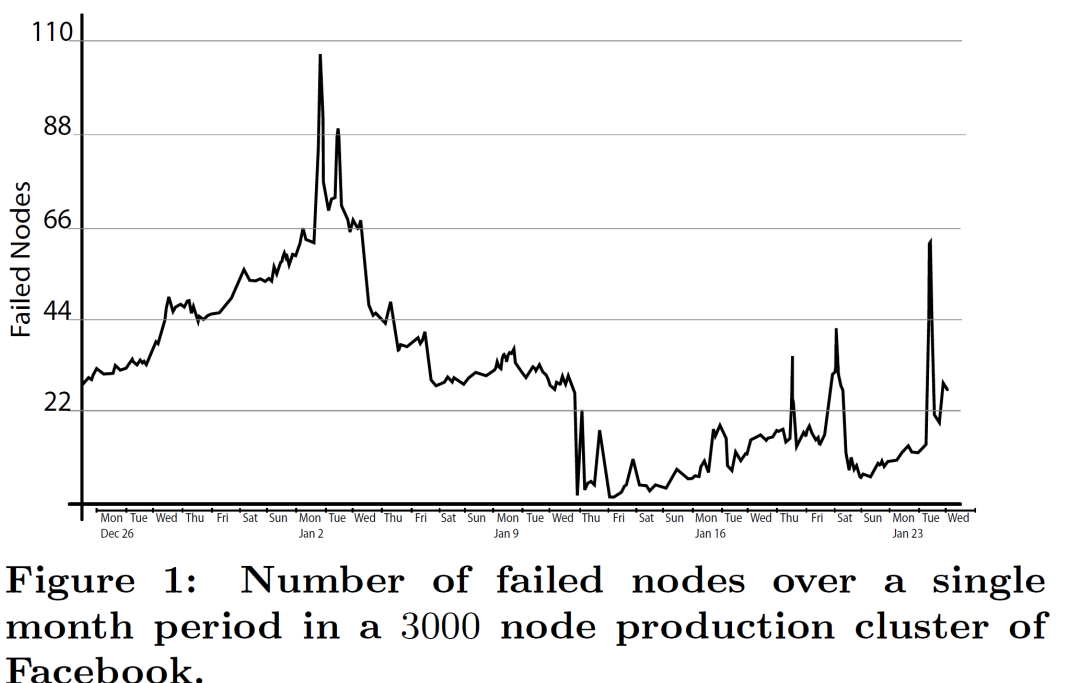 110
88
66
44
22
Failed Nodes
Mon Tue Wed Thu Fri Sat Sun Mon Tue Wed Thu Fri Sat Sun Mon Tue Wed Thu Fri Sat Sun Mon Tue Wed Thu Fri Sat Sun Mon Tue Wed
Dec 26 Jan 2 Jan 9 Jan 16 Jan 23
Figure 1: Number of failed nodes over a single
month period in a 3000 node production cluster of
Facebook.